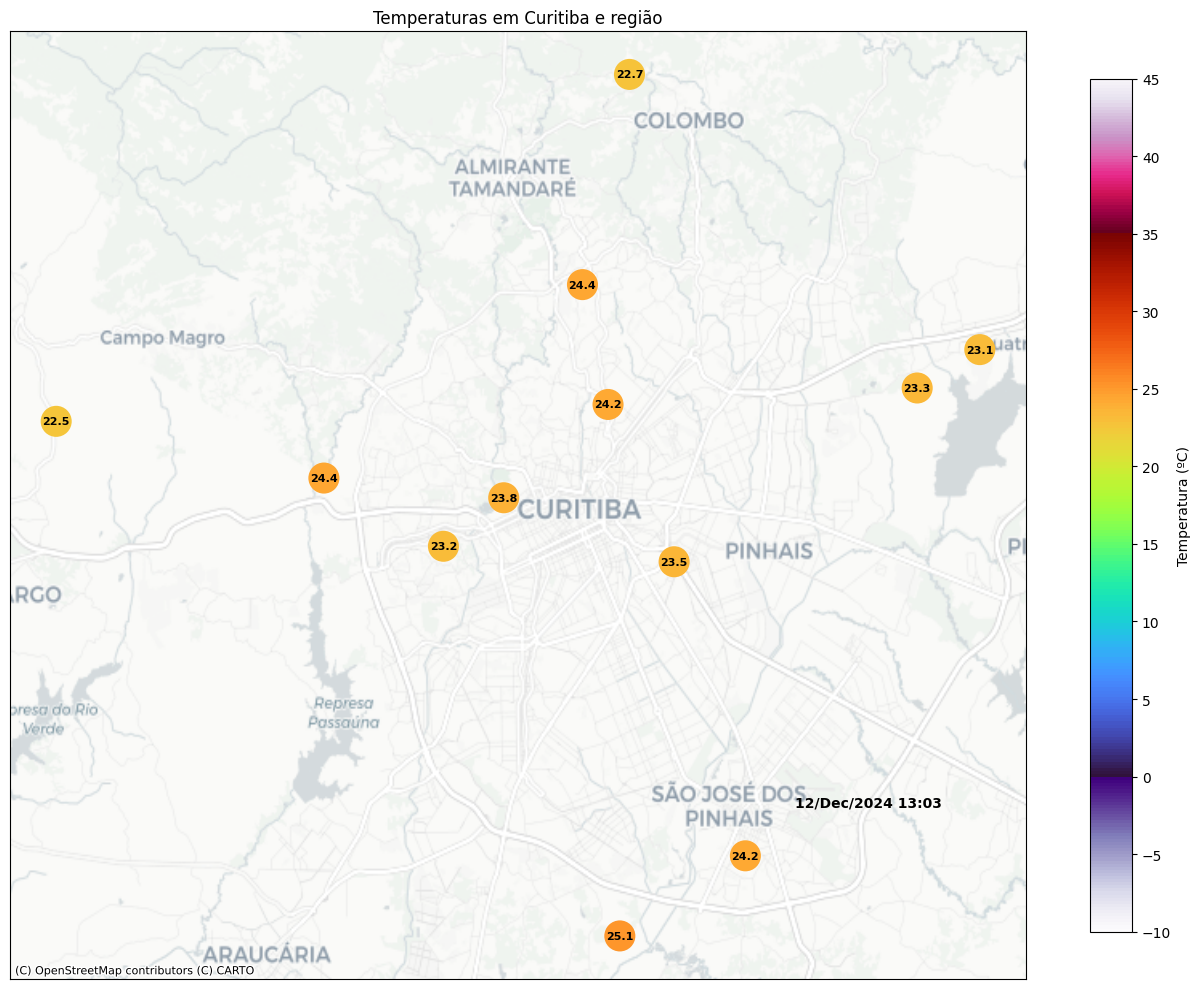 Temperaturas em Curitiba e região
22.7
COLOMBO
ALMIRANTE
TAMANDARÉ
24.4
Campo Magro
23.1
uatr
23.3
24.2
22.5
24.4
23.8
CURITIBA
23.2
23.5
PINHAIS
PI
ARGO
Represa
Passaúna
presa do Rio
Verde
SÃO JOSÉ DOS
PINHAIS
12/Dec/2024 13:03
24.2
25.1
ARAUCÁRIA
(C) OpenStreetMap contributors (C) CARTO
45
40
35
30
25
20
15
10
5
0
−5
−10
Temperatura (ºC)